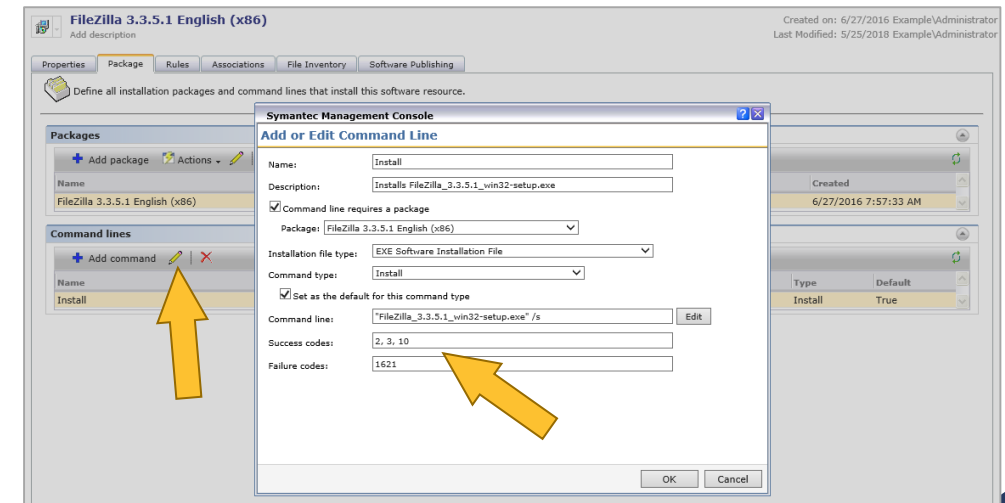 FileZilla 3.3.5.1 English (x86)
Add description
Created on: 6/27/2016 Example\Administrator
Last Modified: 5/25/2018 Example\Administrator
Properties Package Rules Associations File Inventory Software Publishing
Define all installation packages and command lines that install this software resource.
Packages
Add package Actions
Name Created
FileZilla 3.3.5.1 English (x86) 6/27/2016 7:57:33 AM
Command lines
Add command
Name Type Default
Install Install True
Symantec Management Console
Add or Edit Command Line
Name: Install
Description: Installs FileZilla_3.3.5.1_win32-setup.exe
Command line requires a package
Package: FileZilla 3.3.5.1 English (x86)
Installation file type: EXE Software Installation File
Command type: Install
Set as the default for this command type
Command line: "FileZilla_3.3.5.1_win32-setup.exe" /s Edit
Success codes: 2, 3, 10
Failure codes: 1621
OK Cancel